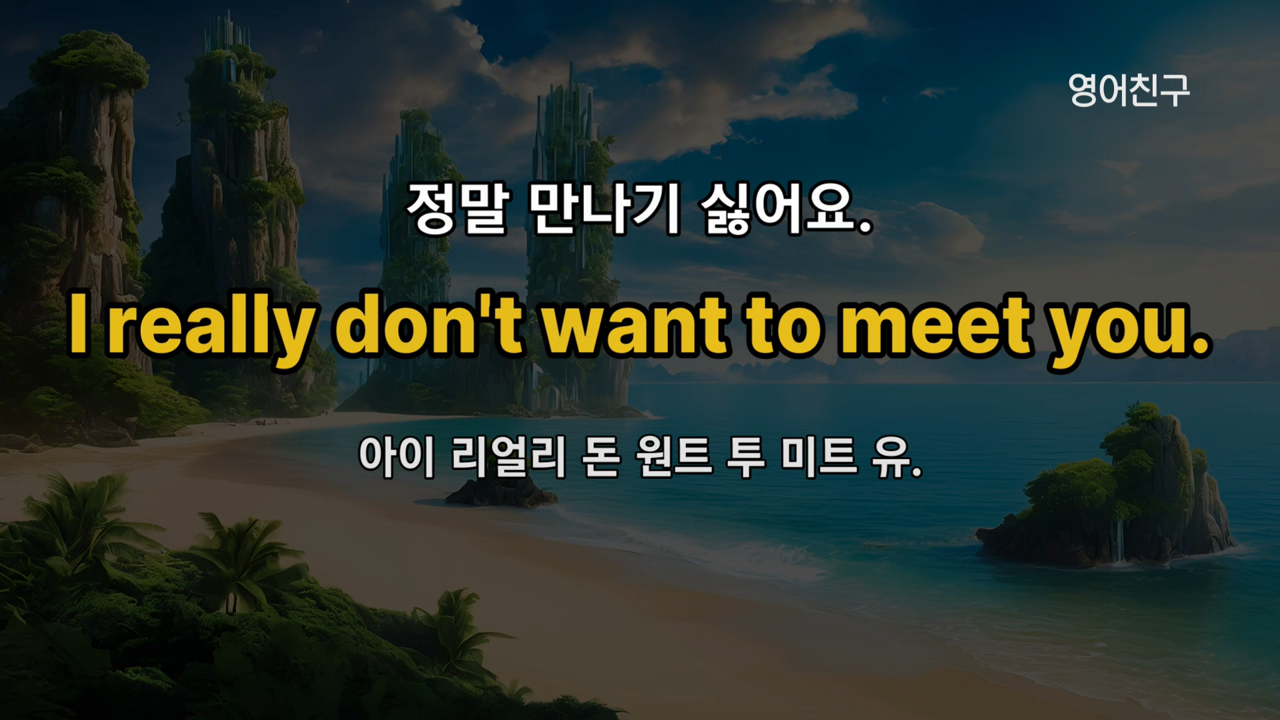 영어친구
정말 만나기 싫어요.
I really don't want to meet you.
아이 리얼리 돈 원트 투 미트 유.